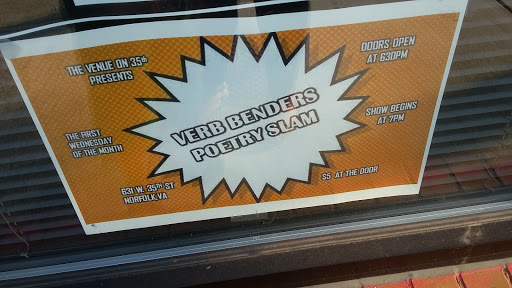 THE VENUE ON 35th
PRESENTS
DOORS OPEN
AT 630PM
VERB BENDERS
POETRY SLAM
THE FIRST
WEDNESDAY
OF THE MONTH
SHOW BEGINS
AT 7PM
631 W. 35TH ST
NORFOLK,VA
$5 AT THE DOOR